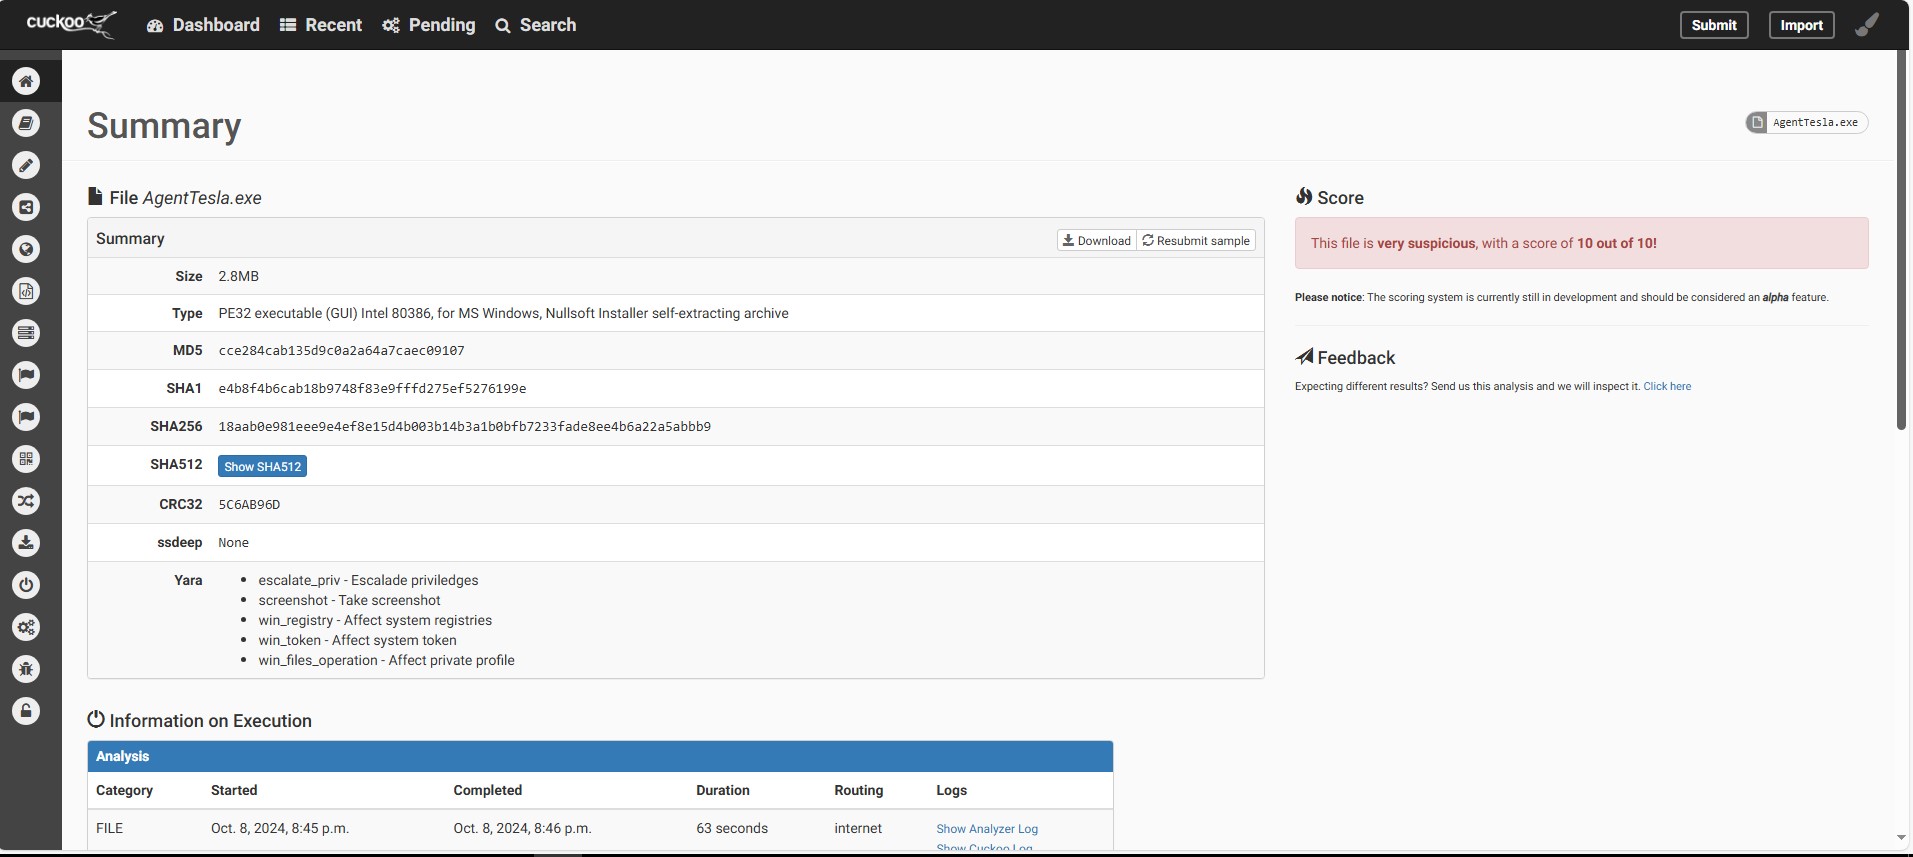 cuckoo Dashboard Recent Pending Search Submit Import
Summary
AgentTesla.exe
File AgentTesla.exe
Summary Download Resubmit sample
Size 2.8MB
Type PE32 executable (GUI) Intel 80386, for MS Windows, Nullsoft Installer self-extracting archive
MD5 cce284cab135d9c0a2a64a7caec09107
SHA1 e4b8f4b6cab18b9748f83e9fffd275ef5276199e
SHA256 18aab0e981eee9e4ef8e15d4b003b14b3a1b0bfb7233fade8ee4b6a22a5abbb9
SHA512 Show SHA512
CRC32 5C6AB96D
ssdeep None
Yara
escalate_priv - Escalade priviledges
screenshot - Take screenshot
win_registry - Affect system registries
win_token - Affect system token
win_files_operation - Affect private profile
Score
This file is very suspicious, with a score of 10 out of 10!
Please notice: The scoring system is currently still in development and should be considered an alpha feature.
Feedback
Expecting different results? Send us this analysis and we will inspect it. Click here
Information on Execution
Analysis
Category Started Completed Duration Routing Logs
FILE Oct. 8, 2024, 8:45 p.m. Oct. 8, 2024, 8:46 p.m. 63 seconds internet Show Analyzer Log
Show Cuckoo Log